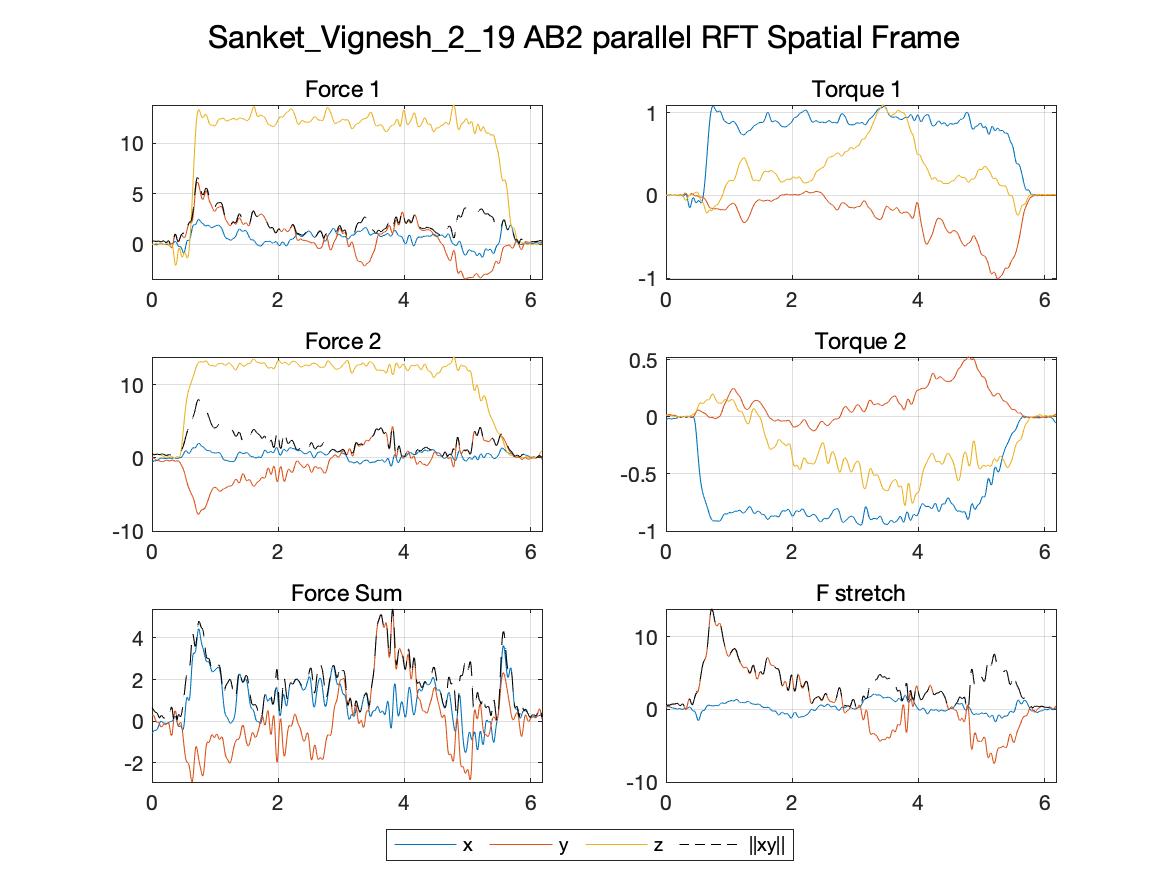 Sanket_Vignesh_2_19 AB2 parallel RFT Spatial Frame
Force 1
10
5
0
0 2 4 6
Torque 1
1
0
-1
0 2 4 6
Force 2
10
0
-10
0 2 4 6
Torque 2
0.5
0
-0.5
-1
0 2 4 6
Force Sum
4
2
0
-2
0 2 4 6
F stretch
10
0
-10
0 2 4 6
x y z ||xy||